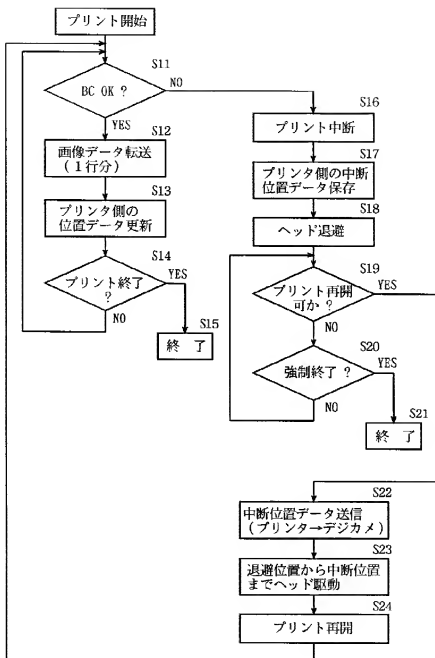 プリント開始
S11
BC OK ?
NO
YES
S12
画像データ転送
(1行分)
S13
プリンタ側の
位置データ更新
S14
プリント終了
?
YES
NO
S15
終 了
S16
プリント中断
S17
プリンタ側の中断
位置データ保存
S18
ヘッド退避
S19
プリント再開
可か ?
YES
NO
S20
強制終了 ?
YES
NO
S21
終 了
S22
中断位置データ送信
(プリンタ→デジカメ)
S23
退避位置から中断位置
までヘッド駆動
S24
プリント再開